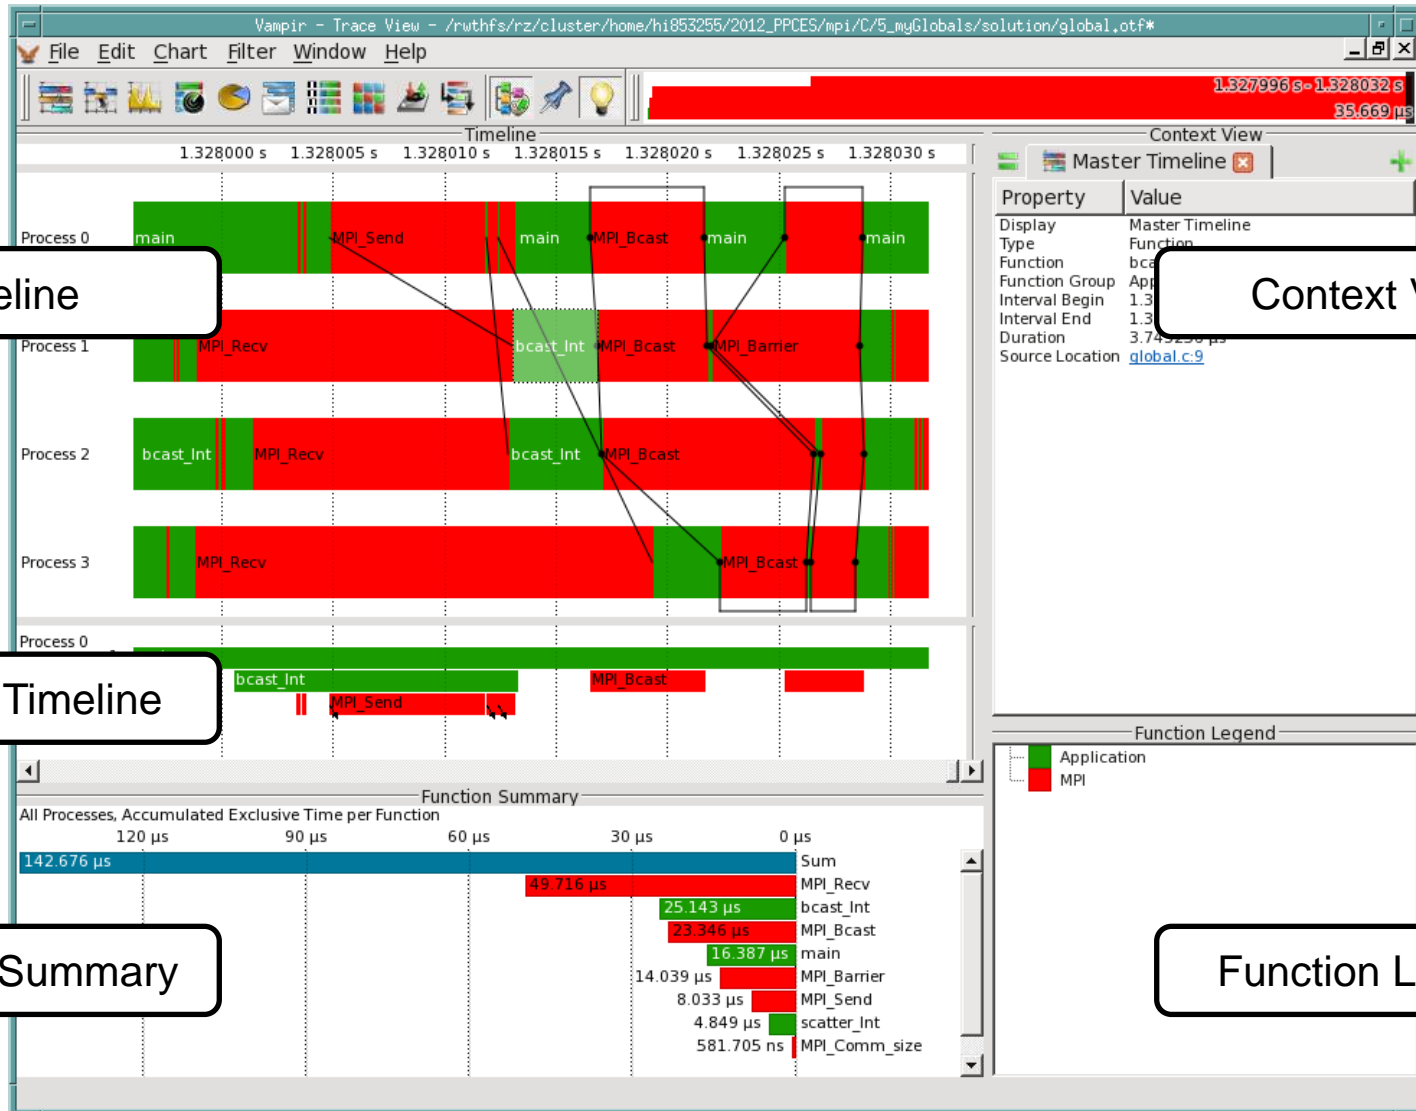 Vampir - Trace View - /rwthfs/rz/cluster/home/hi853255/2012_PPCES/mpi/C/5_myGlobals/solution/global.otf*
File Edit Chart Filter Window Help
1.327996 s - 1.328032 s
35.669 µs
Timeline
1.328000 s 1.328005 s 1.328010 s 1.328015 s 1.328020 s 1.328025 s 1.328030 s
Process 0 main MPI_Send main MPI_Bcast main main
eline
Process 1 MPI_Recv bcast_Int MPI_Bcast MPI_Barrier
Process 2 bcast_Int MPI_Recv bcast_Int MPI_Bcast
Process 3 MPI_Recv MPI_Bcast
Process 0
bcast_Int MPI_Bcast
MPI_Send
Timeline
Context View
Master Timeline
Property Value
Display Master Timeline
Type Function
Function bca
Function Group App
Interval Begin 1.3
Interval End 1.3
Duration
Source Location global.c:9
Context V
Function Summary
All Processes, Accumulated Exclusive Time per Function
120 µs 90 µs 60 µs 30 µs 0 µs
142.676 µs Sum
49.716 µs MPI_Recv
25.143 µs bcast_Int
23.346 µs MPI_Bcast
16.387 µs main
14.039 µs MPI_Barrier
8.033 µs MPI_Send
4.849 µs scatter_Int
581.705 ns MPI_Comm_size
Summary
Function Legend
Application
MPI
Function L